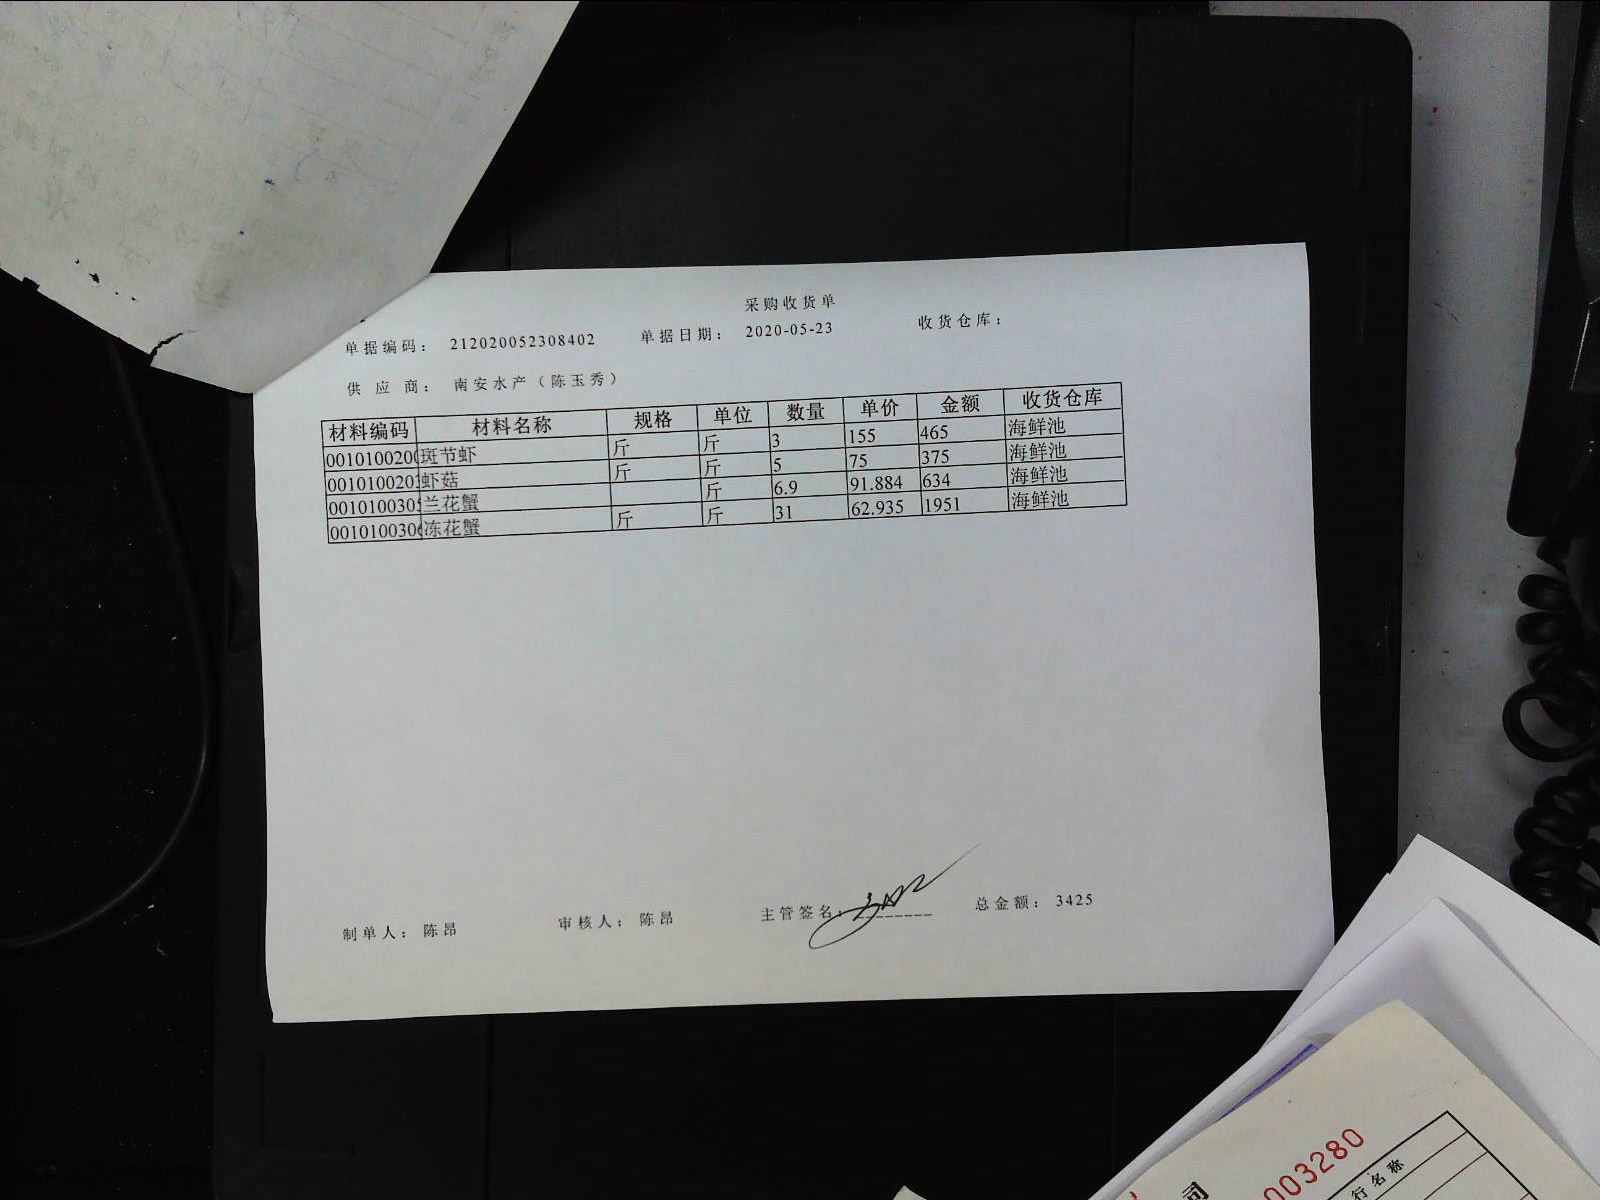 采购收货单
单据编码： 212020052308402 单据日期： 2020-05-23 收货仓库：
供 应 商： 南安水产（陈玉秀）
材料编码 材料名称 规格 单位 数量 单价 金额 收货仓库
001010020 斑节虾 斤 斤 3 155 465 海鲜池
001010020 虾菇 斤 斤 5 75 375 海鲜池
001010030 兰花蟹 斤 6.9 91.884 634 海鲜池
001010030 冻花蟹 斤 斤 31 62.935 1951 海鲜池
制单人： 陈昂 审核人： 陈昂 主管签名：________ 总金额： 3425
003280
司
行名称